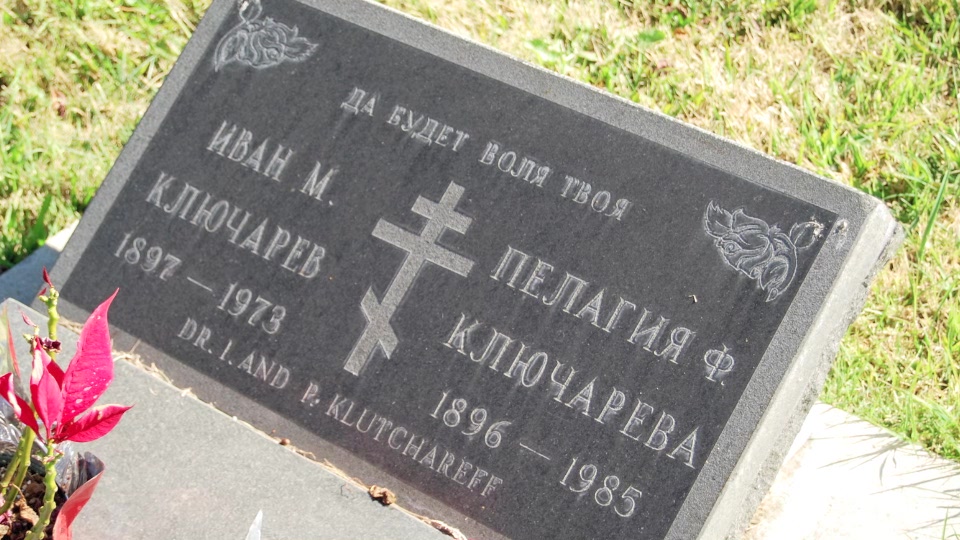 ДА БУДЕТ ВОЛЯ ТВОЯ
ИВАН М.
КЛЮЧАРЕВ
1897 — 1973
ПЕЛАГИЯ Ф.
КЛЮЧАРЕВА
1896 — 1985
DR. I. AND P. KLUTCHAREFF